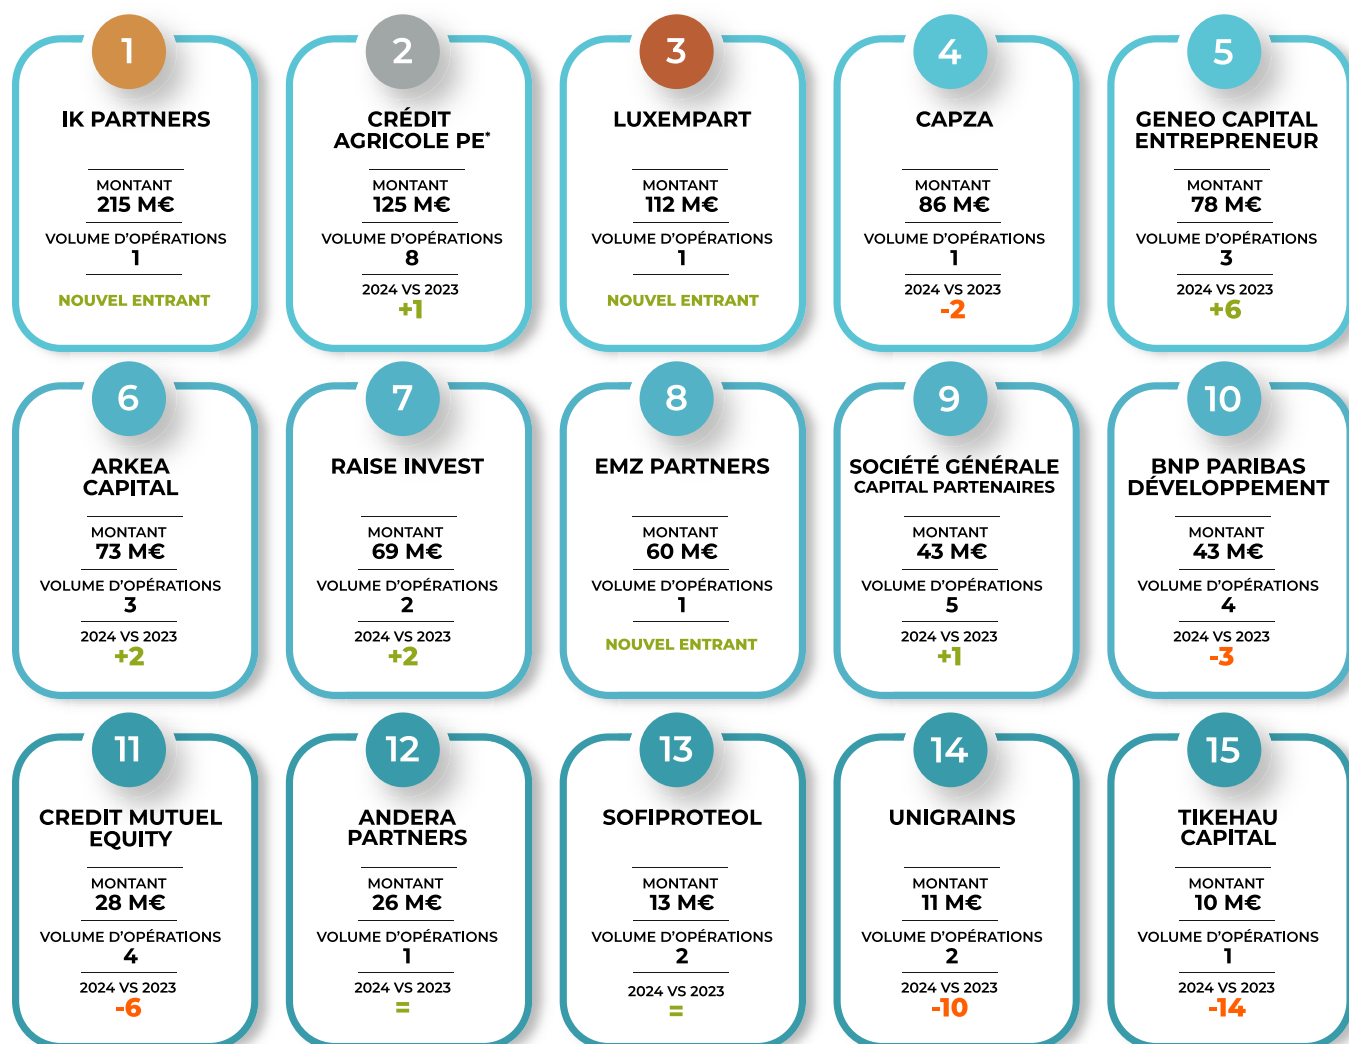 1
IK PARTNERS
MONTANT
215 M€
VOLUME D'OPÉRATIONS
1
NOUVEL ENTRANT
2
CRÉDIT
AGRICOLE PE*
MONTANT
125 M€
VOLUME D'OPÉRATIONS
8
2024 VS 2023
+1
3
LUXEMPART
MONTANT
112 M€
VOLUME D'OPÉRATIONS
1
NOUVEL ENTRANT
4
CAPZA
MONTANT
86 M€
VOLUME D'OPÉRATIONS
1
2024 VS 2023
-2
5
GENEO CAPITAL
ENTREPRENEUR
MONTANT
78 M€
VOLUME D'OPÉRATIONS
3
2024 VS 2023
+6
6
ARKEA
CAPITAL
MONTANT
73 M€
VOLUME D'OPÉRATIONS
3
2024 VS 2023
+2
7
RAISE INVEST
MONTANT
69 M€
VOLUME D'OPÉRATIONS
2
2024 VS 2023
+2
8
EMZ PARTNERS
MONTANT
60 M€
VOLUME D'OPÉRATIONS
1
NOUVEL ENTRANT
9
SOCIÉTÉ GÉNÉRALE
CAPITAL PARTENAIRES
MONTANT
43 M€
VOLUME D'OPÉRATIONS
5
2024 VS 2023
+1
10
BNP PARIBAS
DÉVELOPPEMENT
MONTANT
43 M€
VOLUME D'OPÉRATIONS
4
2024 VS 2023
-3
11
CREDIT MUTUEL
EQUITY
MONTANT
28 M€
VOLUME D'OPÉRATIONS
4
2024 VS 2023
-6
12
ANDERA
PARTNERS
MONTANT
26 M€
VOLUME D'OPÉRATIONS
1
2024 VS 2023
=
13
SOFIPROTEOL
MONTANT
13 M€
VOLUME D'OPÉRATIONS
2
2024 VS 2023
=
14
UNIGRAINS
MONTANT
11 M€
VOLUME D'OPÉRATIONS
2
2024 VS 2023
-10
15
TIKEHAU
CAPITAL
MONTANT
10 M€
VOLUME D'OPÉRATIONS
1
2024 VS 2023
-14